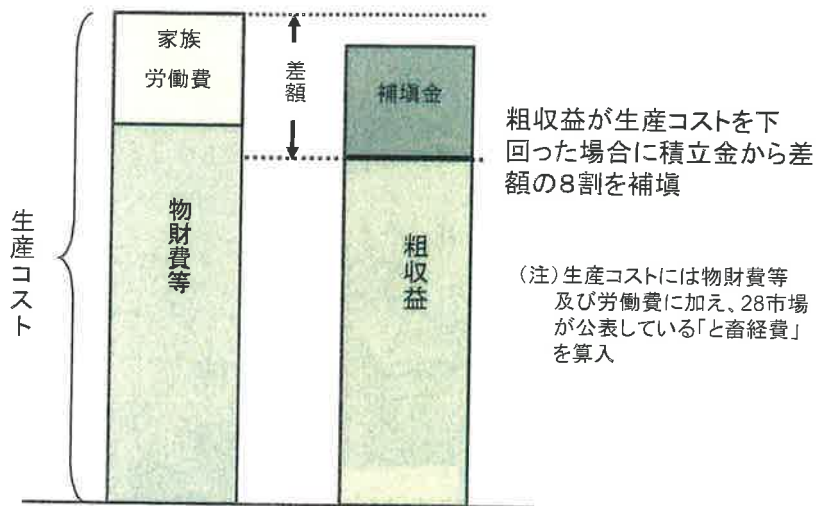 生産コスト
家族
労働費
物財費等
差額
補填金
粗収益
粗収益が生産コストを下
回った場合に積立金から差
額の8割を補填
(注)生産コストには物財費等
及び労働費に加え、28市場
が公表している「と畜経費」
を算入